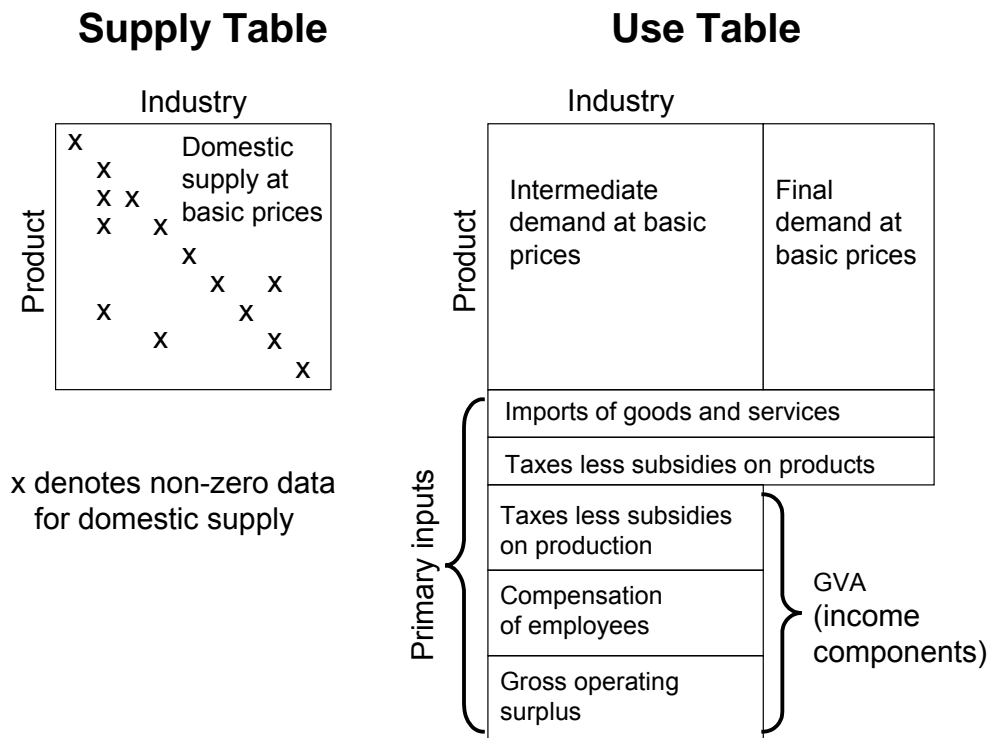 Supply Table
Industry
Product
x
Domestic
x
supply at
x x
basic prices
x x
x
x x
x x
x x
x
x denotes non-zero data
for domestic supply
Use Table
Industry
Product
Intermediate
demand at basic
prices
Final
demand at
basic prices
Primary inputs
Imports of goods and services
Taxes less subsidies on products
Taxes less subsidies
on production
Compensation
of employees
Gross operating
surplus
GVA
(income
components)